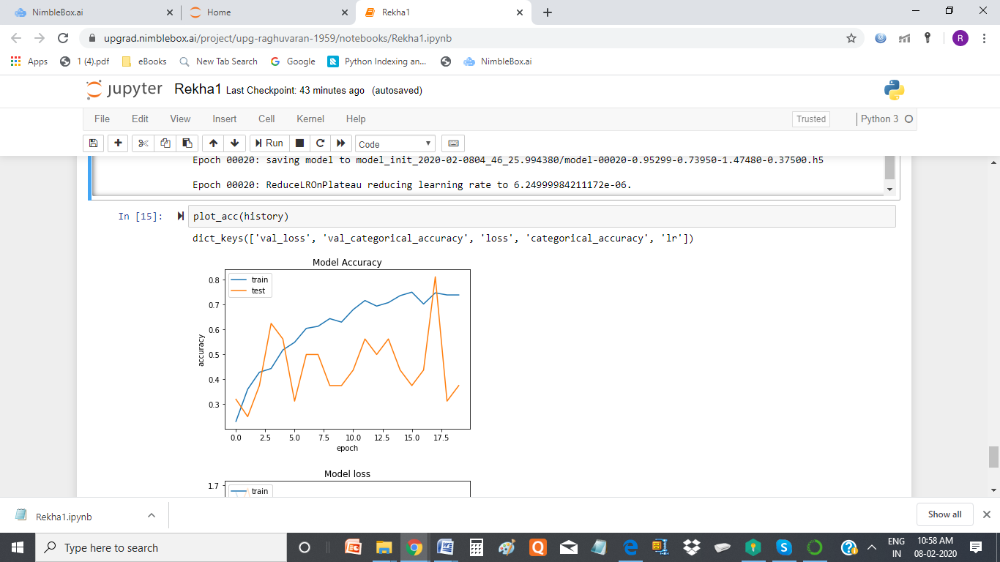 NimbleBox.ai
Home
Rekha1
upgrad.nimblebox.ai/project/upg-raghuvaran-1959/notebooks/Rekha1.ipynb
R
Apps
1 (4).pdf
eBooks
New Tab Search
Google
Python Indexing an...
NimbleBox.ai
jupyter
Rekha1 Last Checkpoint: 43 minutes ago (autosaved)
File Edit View Insert Cell Kernel Help
Trusted
Python 3
Run
Code
Epoch 00020: saving model to model_init_2020-02-0804_46_25.994380/model-00020-0.95299-0.73950-1.47480-0.37500.h5
Epoch 00020: ReduceLROnPlateau reducing learning rate to 6.24999984211172e-06.
In [15]:
plot_acc(history)
dict_keys(['val_loss', 'val_categorical_accuracy', 'loss', 'categorical_accuracy', 'lr'])
Model Accuracy
train
test
0.8
0.7
0.6
0.5
0.4
0.3
accuracy
0.0 2.5 5.0 7.5 10.0 12.5 15.0 17.5
epoch
Model loss
1.7
train
Rekha1.ipynb
Show all
Type here to search
ENG
IN
10:58 AM
08-02-2020